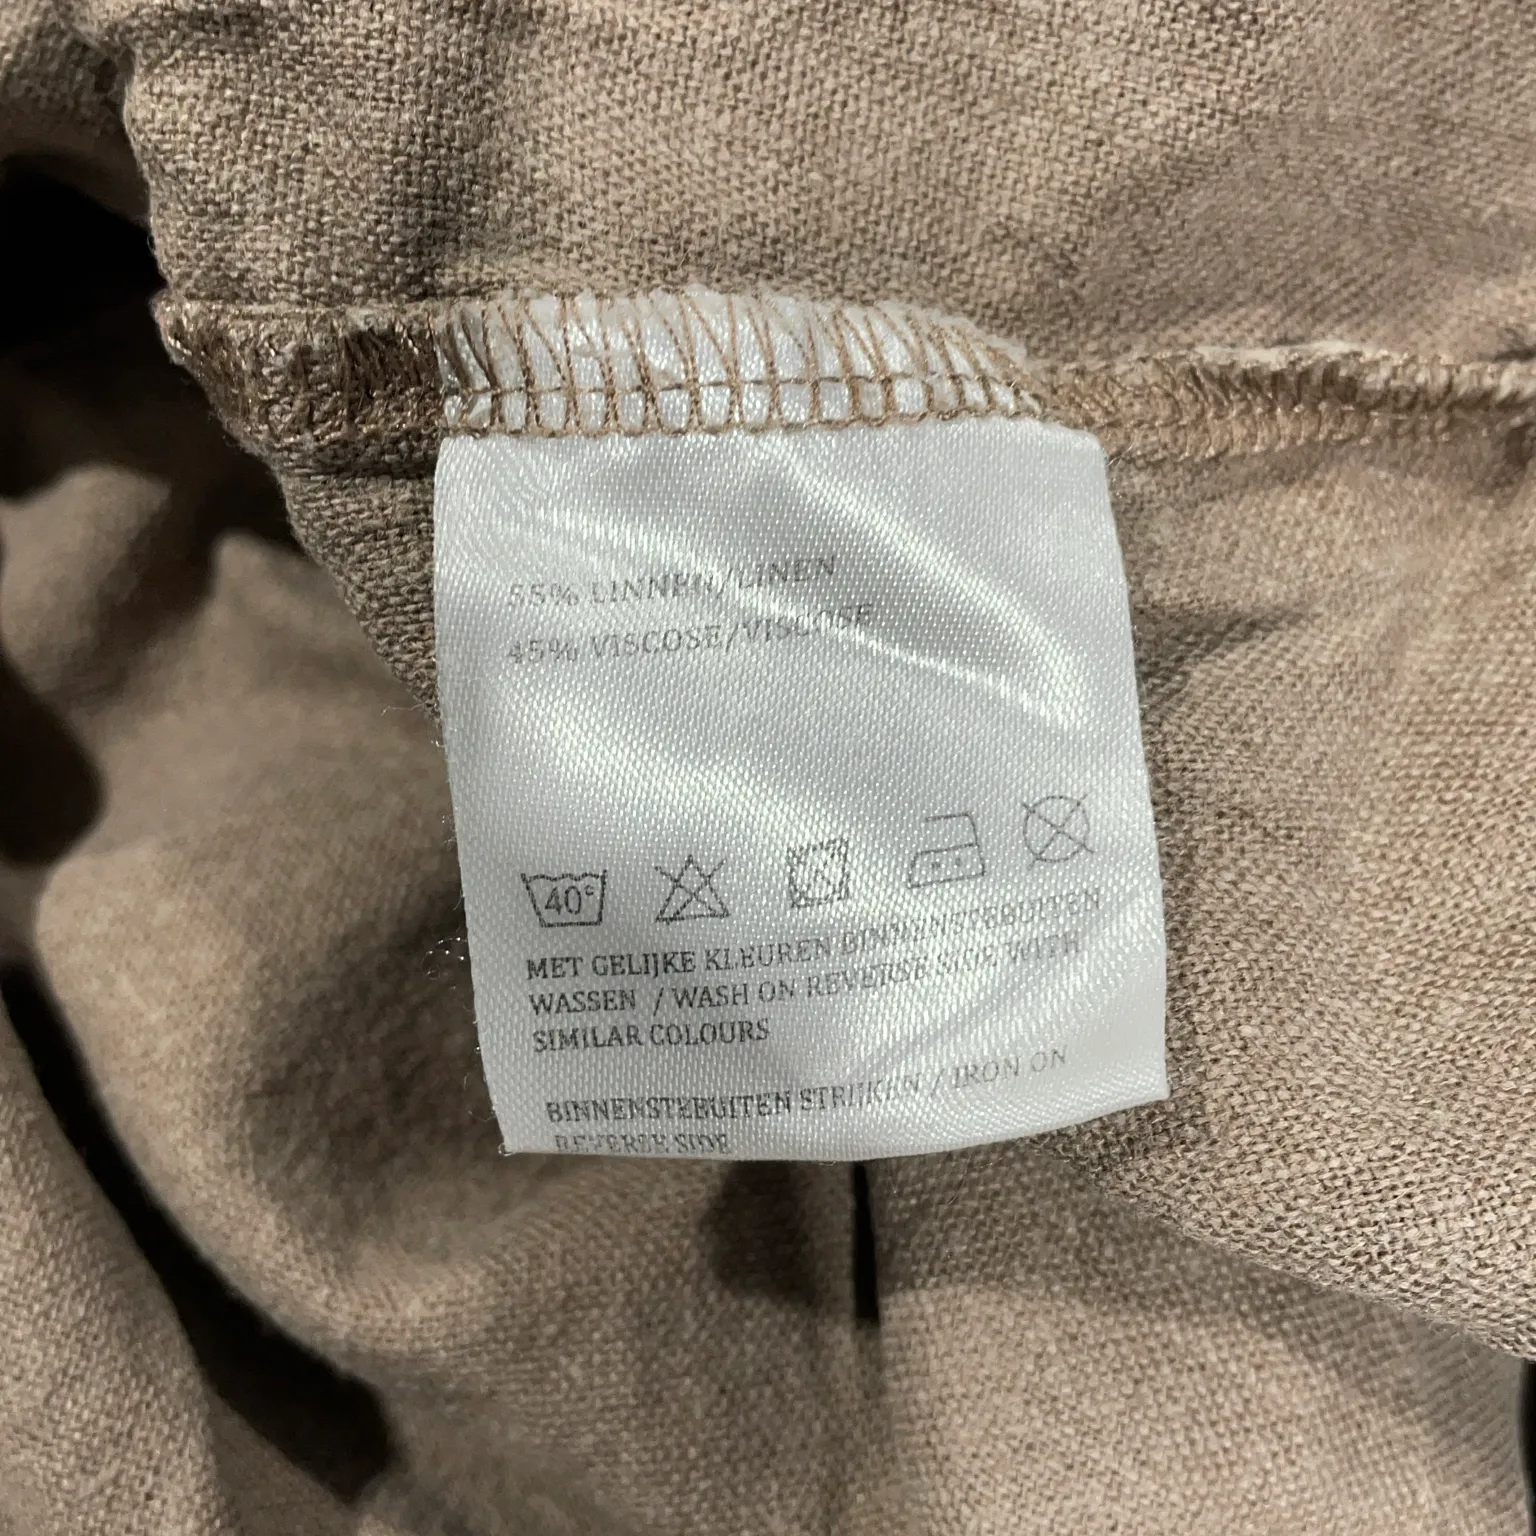 55% LINNEN/LINEN
45% VISCOSE/VISCOSE
40°
MET GELIJKE KLEUREN BINNENSTEBUITEN
WASSEN / WASH ON REVERSE SIDE WITH
SIMILAR COLOURS
BINNENSTEBUITEN STRIJKEN / IRON ON
REVERSE SIDE